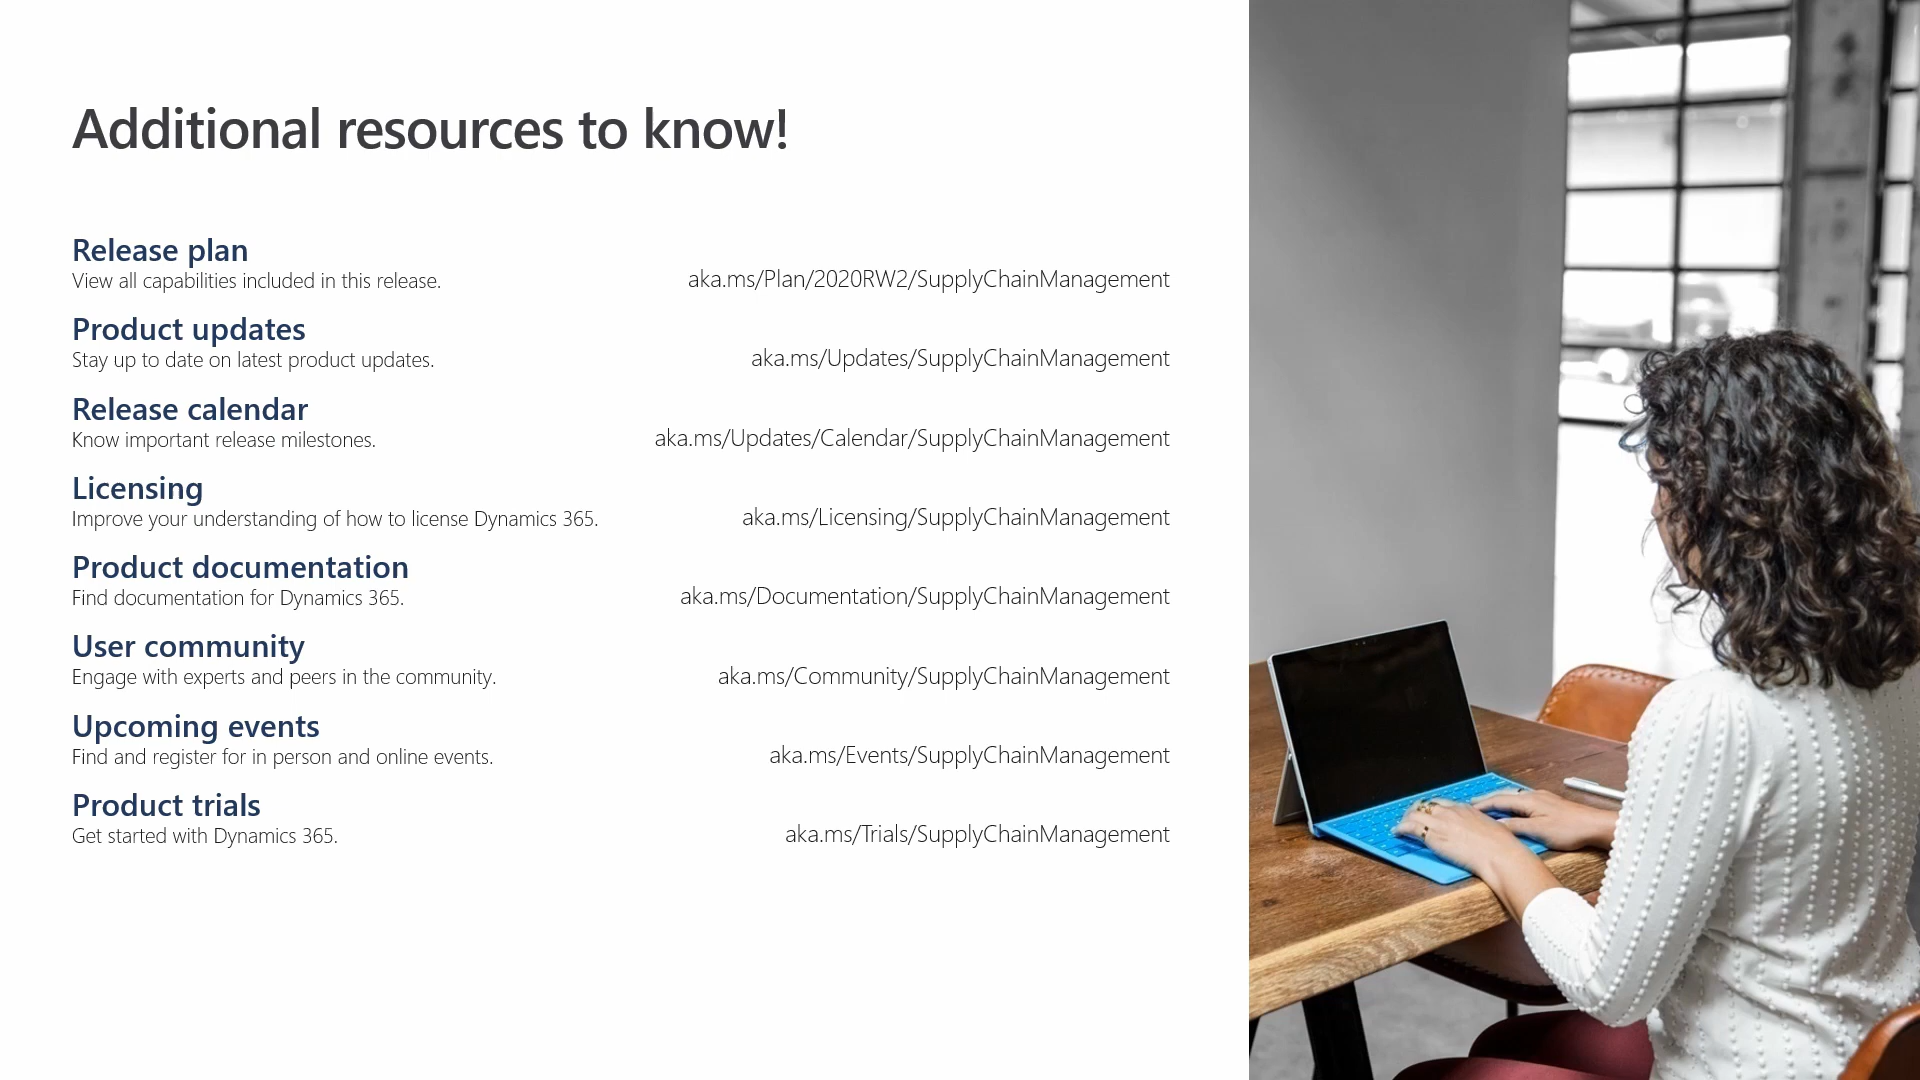 Additional resources to know!
Release plan
View all capabilities included in this release.
aka.ms/Plan/2020RW2/SupplyChainManagement
Product updates
Stay up to date on latest product updates.
aka.ms/Updates/SupplyChainManagement
Release calendar
Know important release milestones.
aka.ms/Updates/Calendar/SupplyChainManagement
Licensing
Improve your understanding of how to license Dynamics 365.
aka.ms/Licensing/SupplyChainManagement
Product documentation
Find documentation for Dynamics 365.
aka.ms/Documentation/SupplyChainManagement
User community
Engage with experts and peers in the community.
aka.ms/Community/SupplyChainManagement
Upcoming events
Find and register for in person and online events.
aka.ms/Events/SupplyChainManagement
Product trials
Get started with Dynamics 365.
aka.ms/Trials/SupplyChainManagement